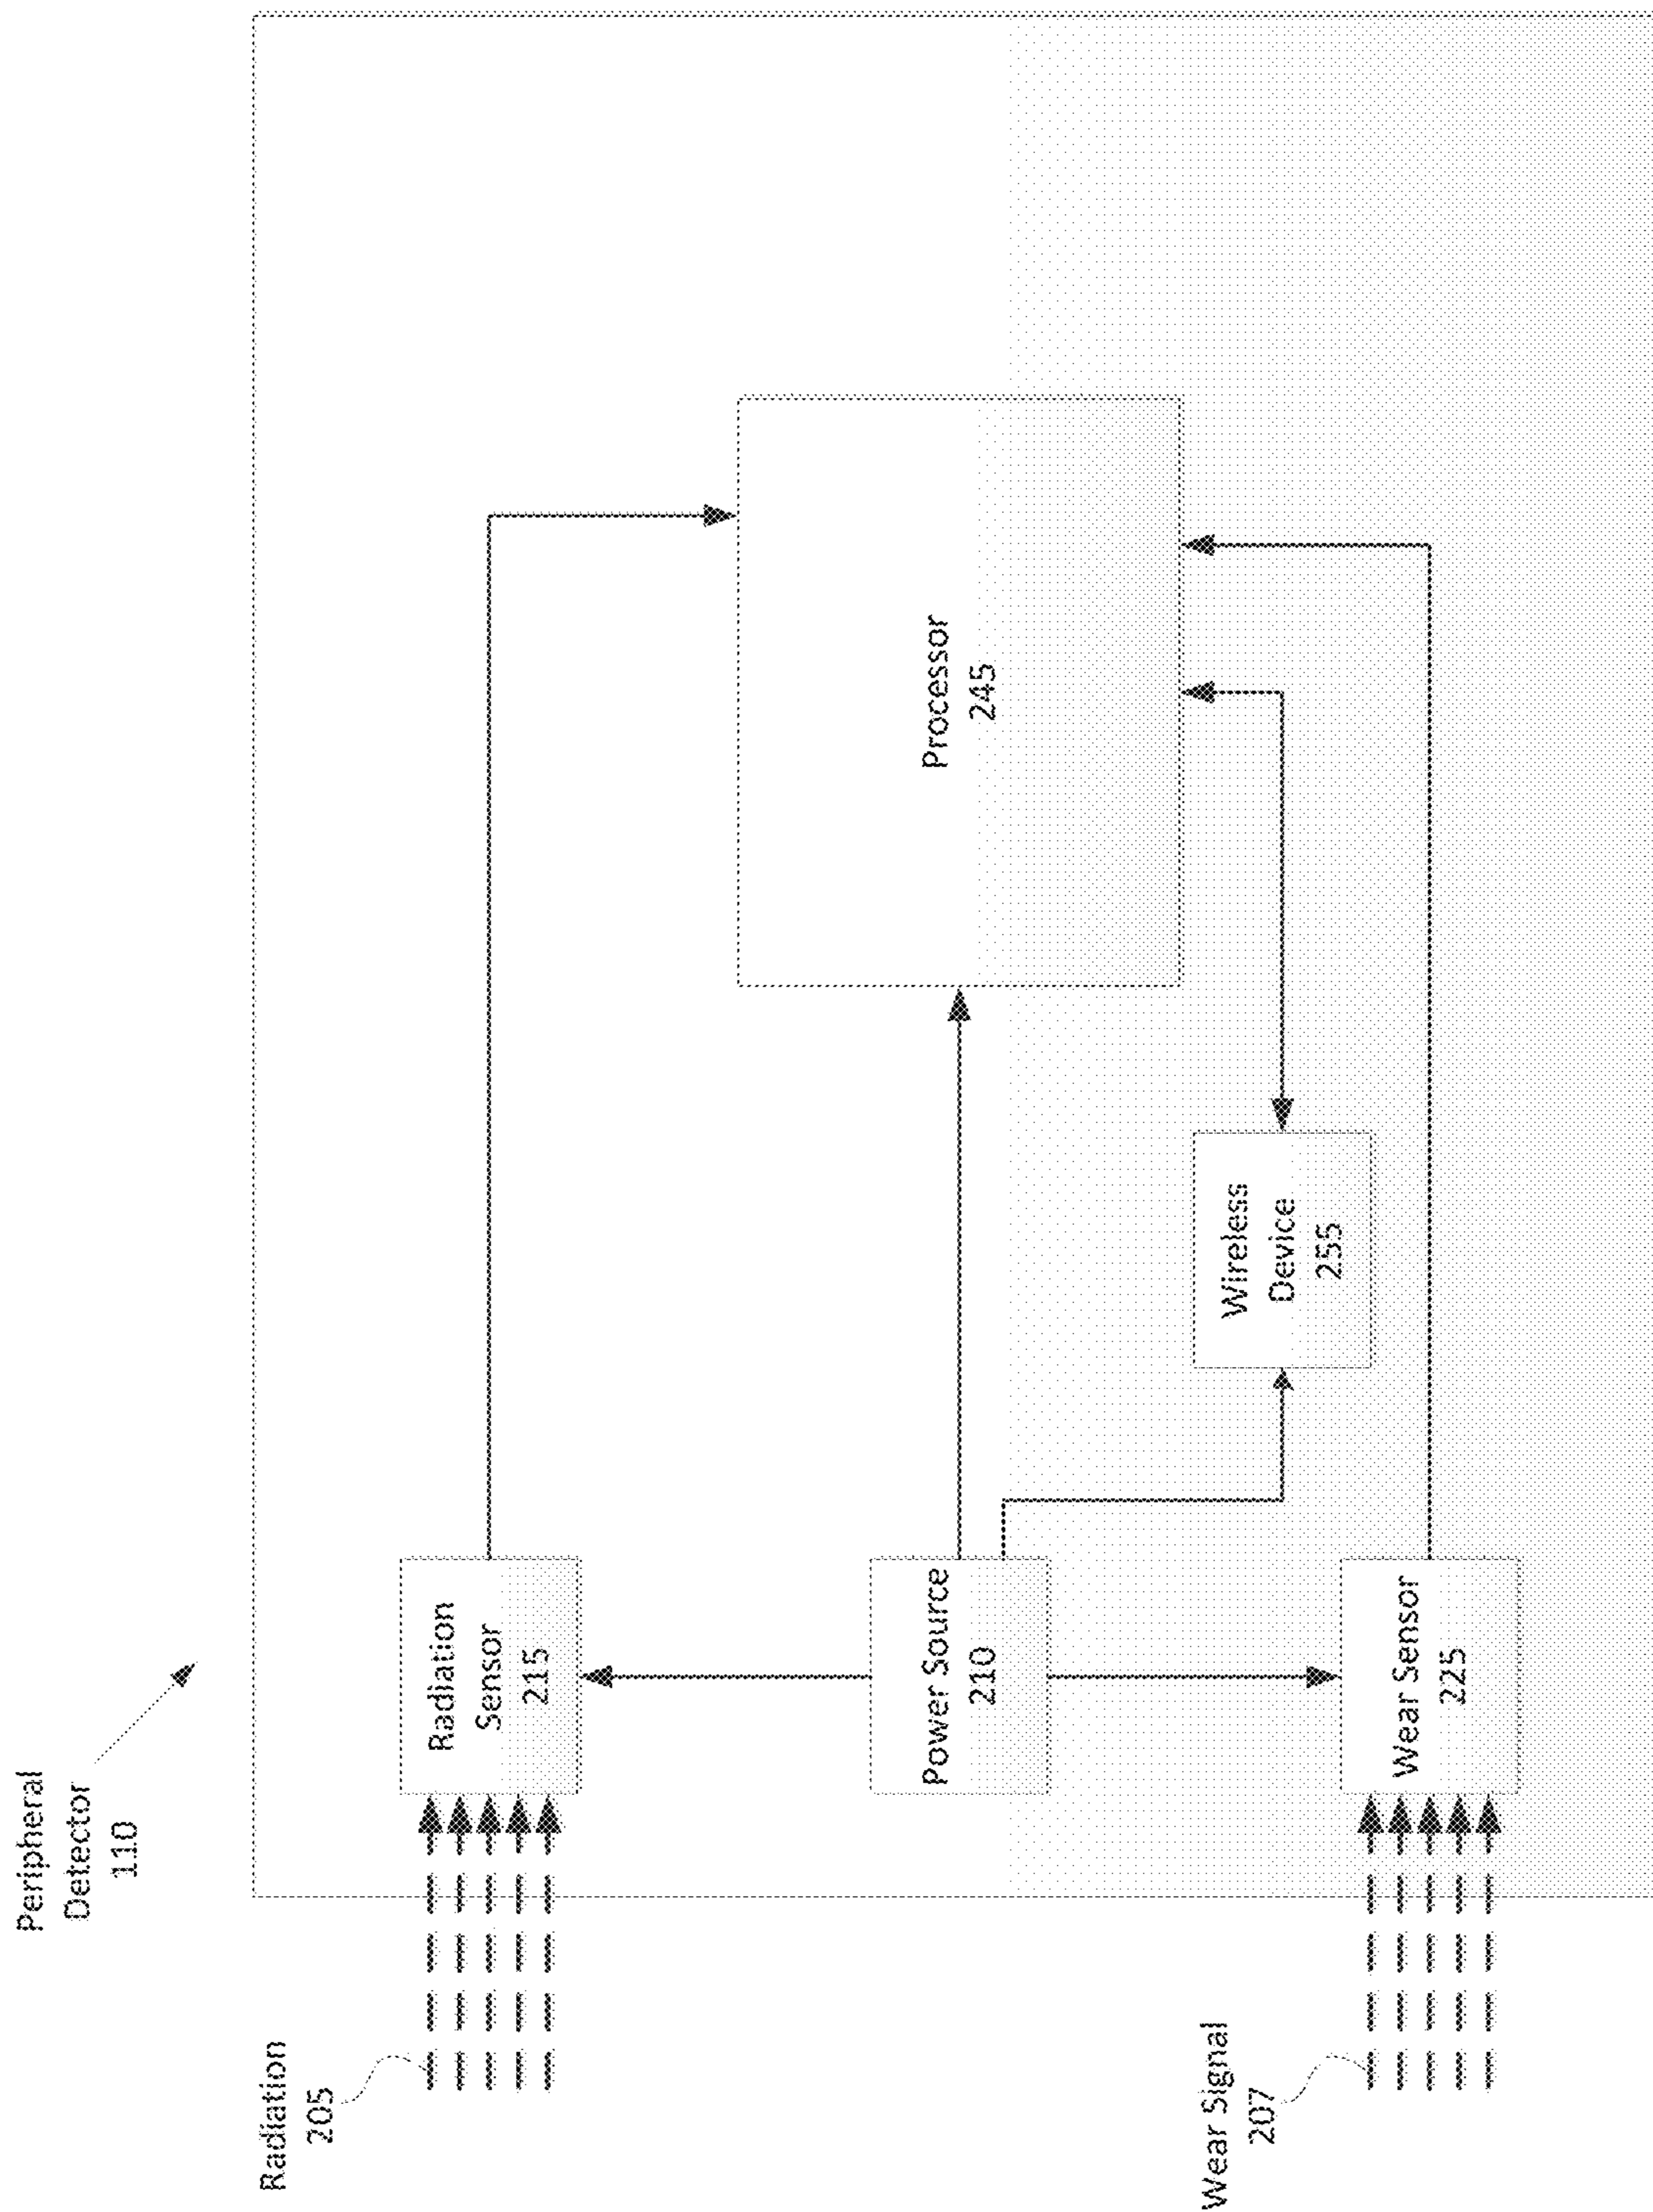 Peripheral
Detector
110
Radiation
205
Radiation
Sensor
215
Power Source
210
Processor
245
Wireless
Device
255
Wear Signal
207
Wear Sensor
225